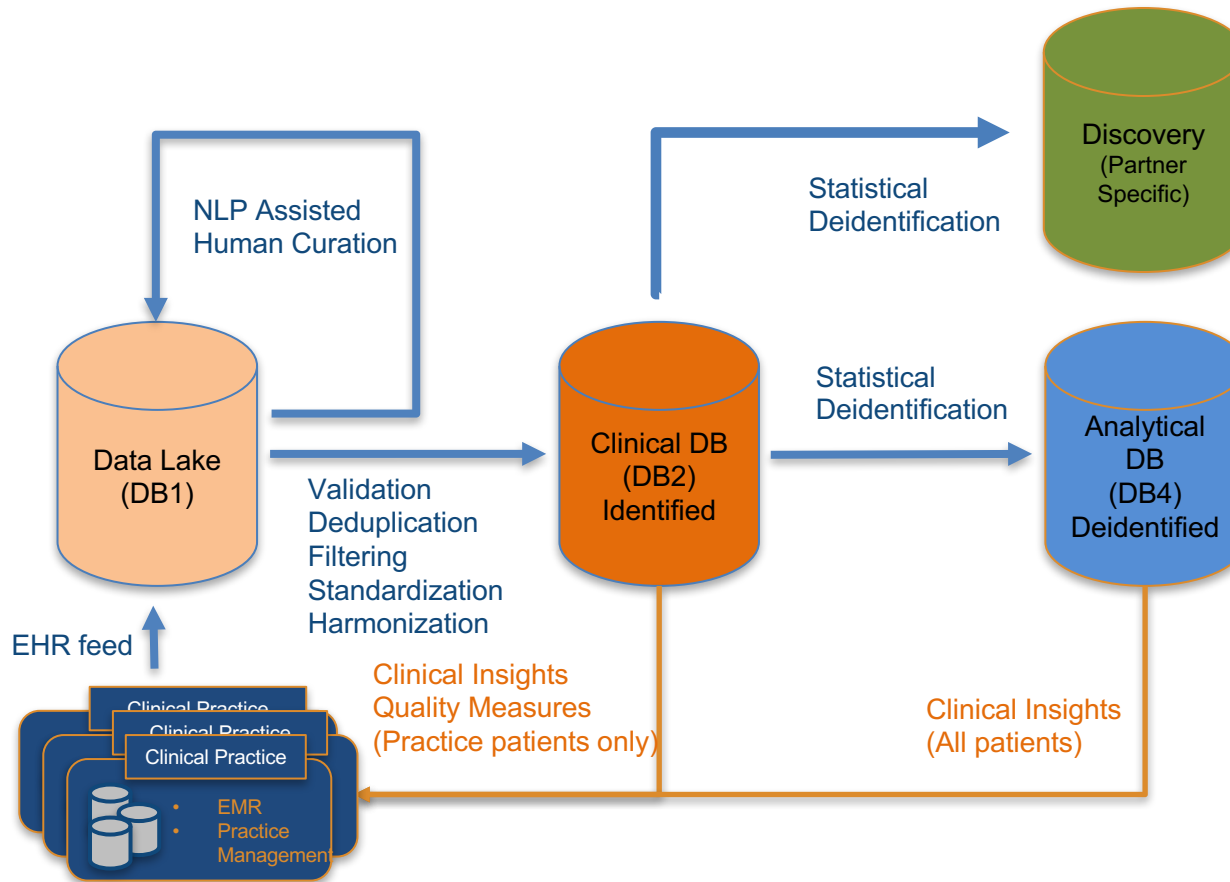 Discovery
(Partner
Specific)
Statistical
Deidentification
NLP Assisted
Human Curation
Data Lake
(DB1)
Validation
Deduplication
Filtering
Standardization
Harmonization
Clinical DB
(DB2)
Identified
Statistical
Deidentification
Analytical
DB
(DB4)
Deidentified
EHR feed
Clinical Insights
Quality Measures
(Practice patients only)
Clinical Insights
(All patients)
Clinical Practice
Clinical Practice
Clinical Practice
• EMR
• Practice
Management